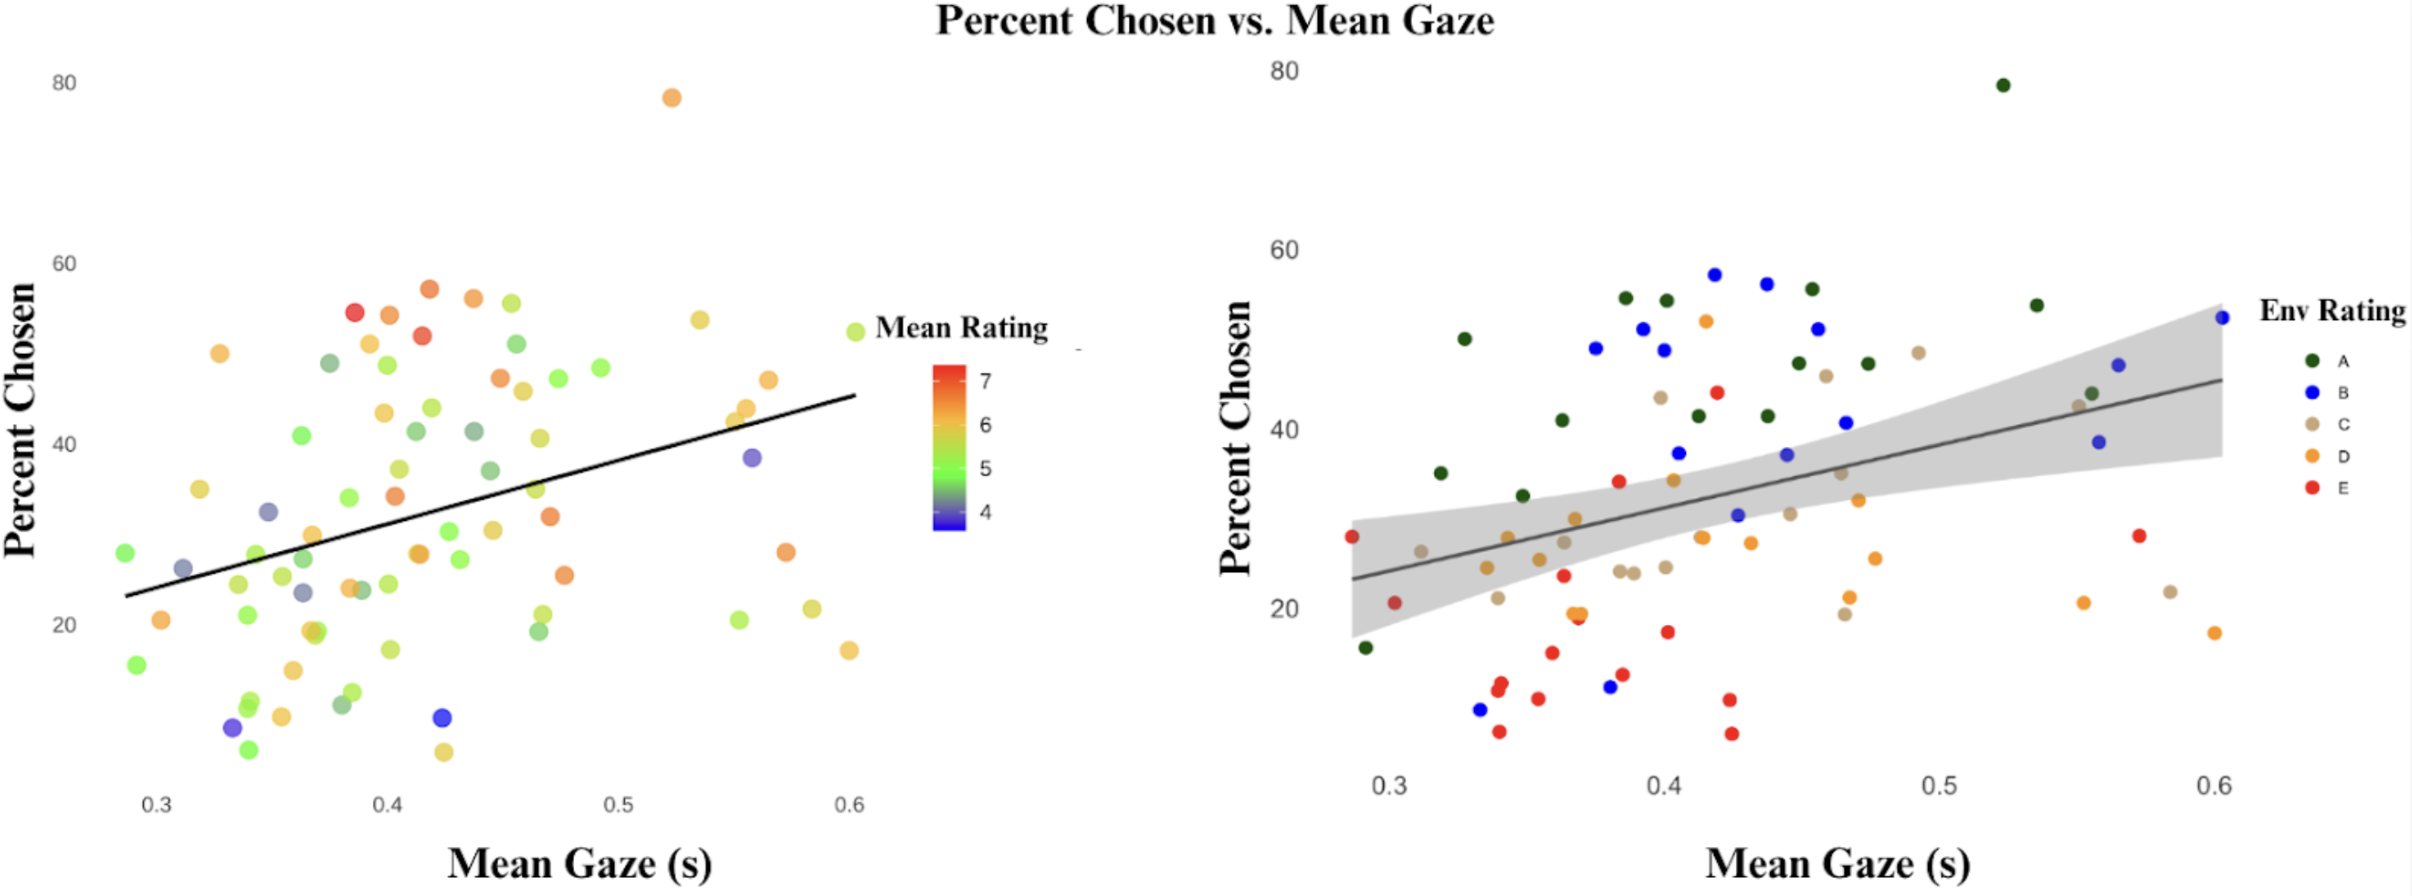 Percent Chosen vs. Mean Gaze
Percent Chosen
80
60
40
20
0.3 0.4 0.5 0.6
Mean Gaze (s)
Mean Rating
7
6
5
4
Percent Chosen
80
60
40
20
0.3 0.4 0.5 0.6
Mean Gaze (s)
Env Rating
A
B
C
D
E